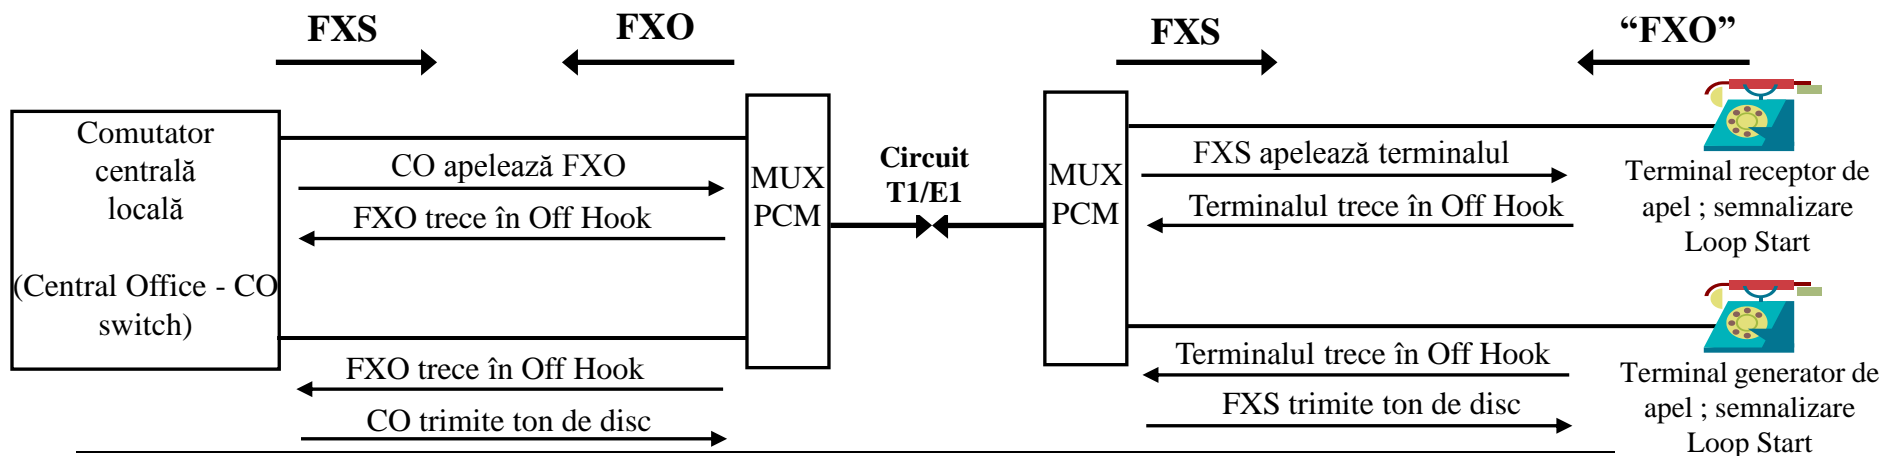 FXS
FXO
FXS
“FXO”
Comutator
centrală
locală
(Central Office - CO
switch)
CO apelează FXO
FXO trece în Off Hook
FXO trece în Off Hook
CO trimite ton de disc
MUX
PCM
Circuit
T1/E1
MUX
PCM
FXS apelează terminalul
Terminalul trece în Off Hook
Terminalul trece în Off Hook
FXS trimite ton de disc
Terminal receptor de
apel ; semnalizare
Loop Start
Terminal generator de
apel ; semnalizare
Loop Start